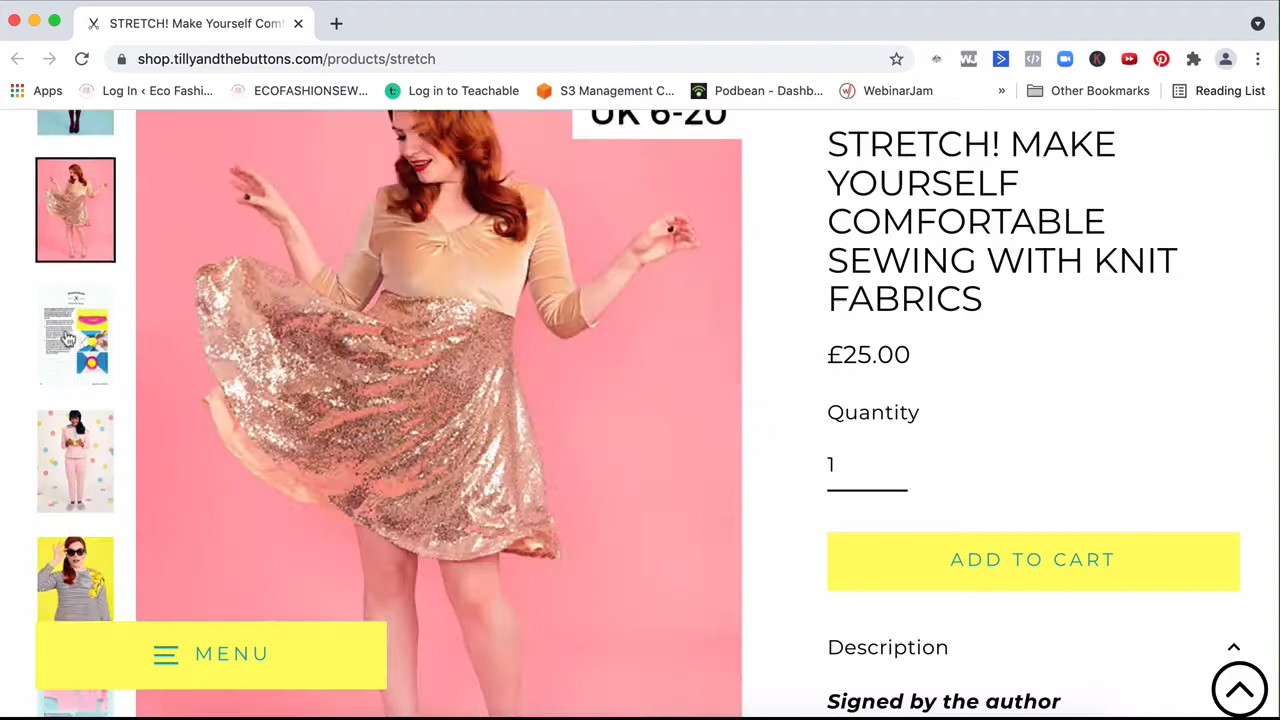 STRETCH! Make Yourself Comf
shop.tillyandthebuttons.com/products/stretch
Apps
Log In ‹ Eco Fashi...
ECOFASHIONSEW...
Log in to Teachable
S3 Management C...
Podbean - Dashb...
WebinarJam
»
Other Bookmarks
Reading List
UK 6-20
STRETCH! MAKE
YOURSELF
COMFORTABLE
SEWING WITH KNIT
FABRICS
£25.00
Quantity
1
ADD TO CART
MENU
Description
Signed by the author